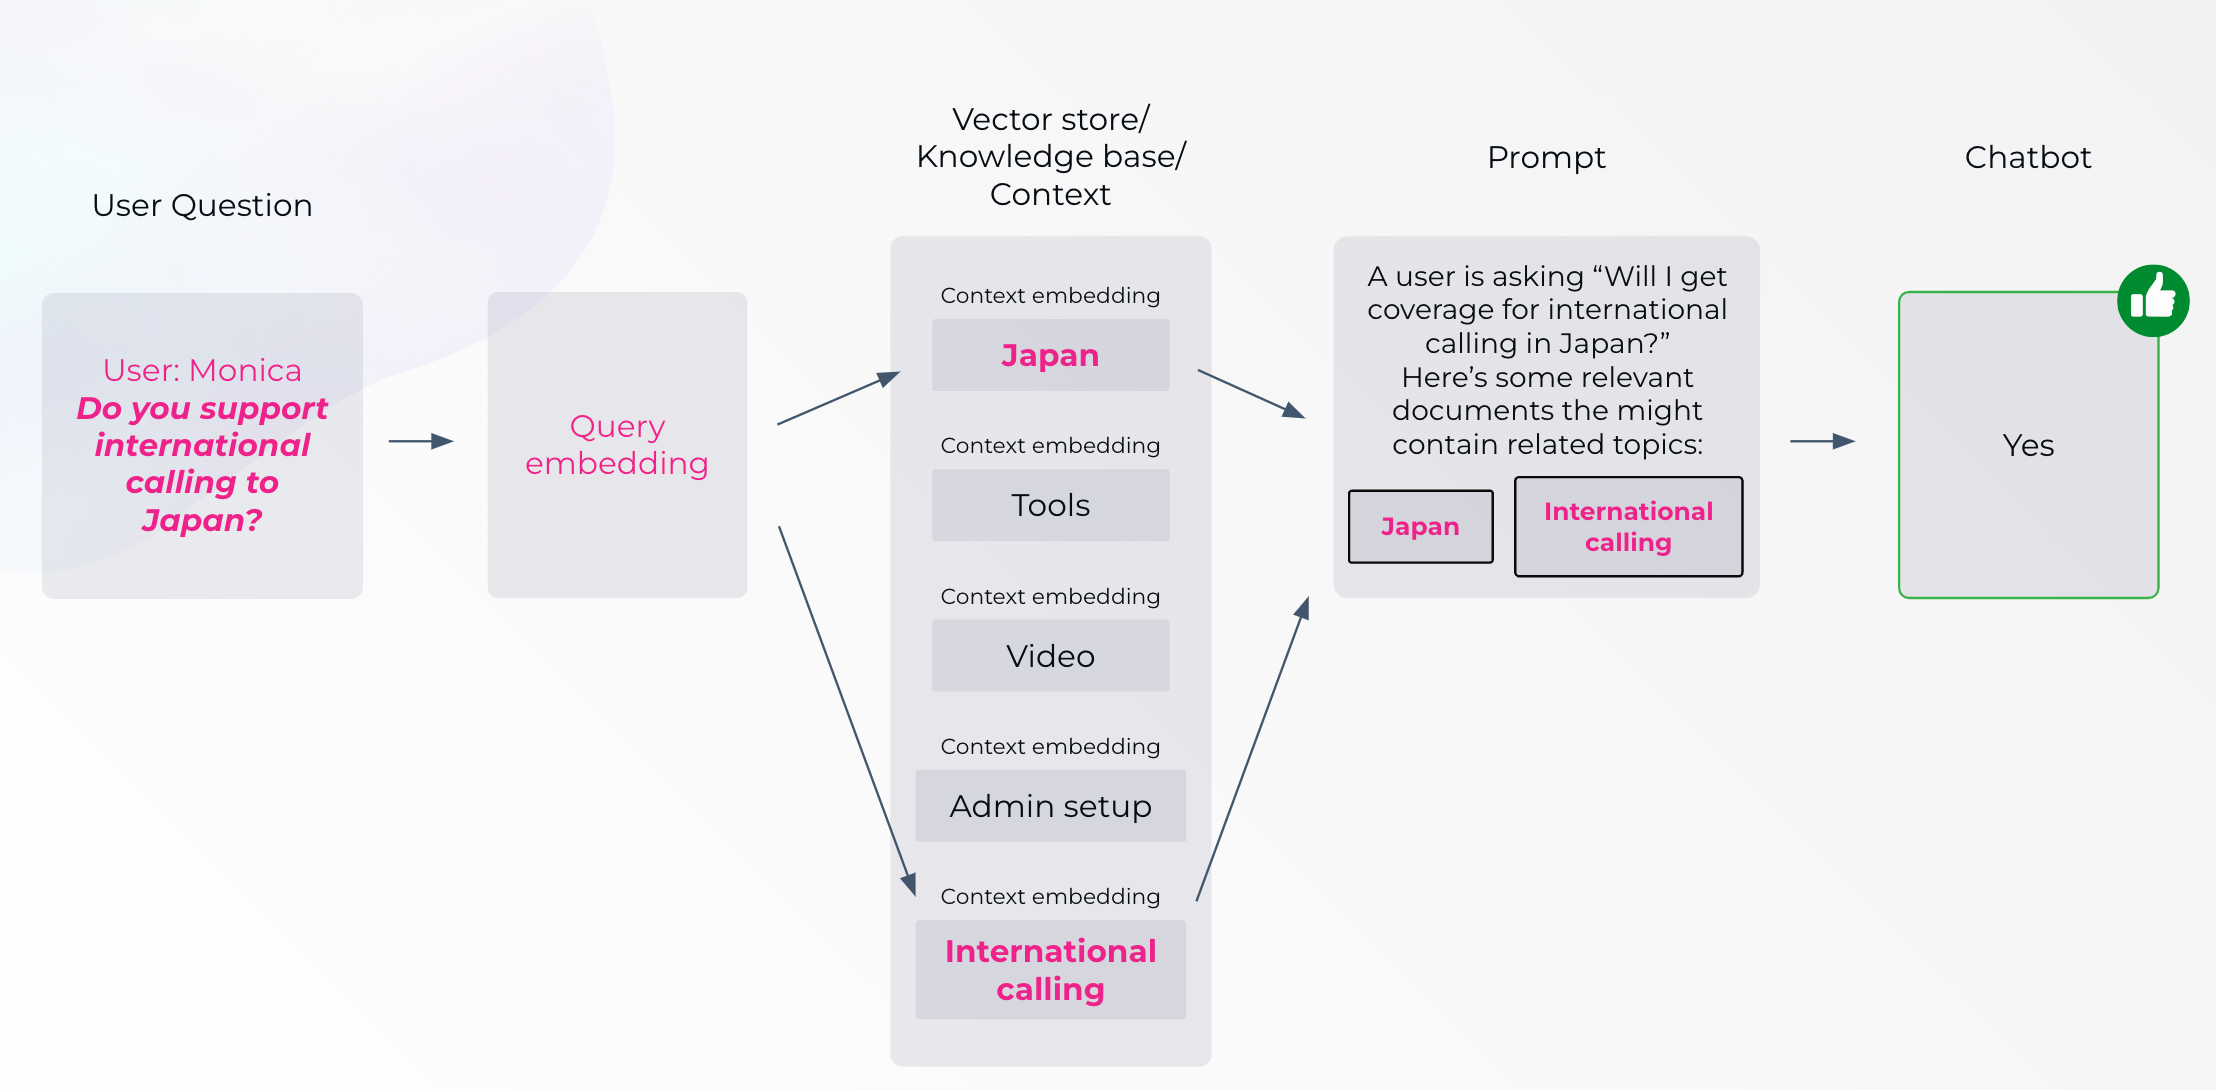 User Question
User: Monica
Do you support
international
calling to
Japan?
Query
embedding
Vector store/
Knowledge base/
Context
Context embedding
Japan
Context embedding
Tools
Context embedding
Video
Context embedding
Admin setup
Context embedding
International
calling
Prompt
A user is asking “Will I get
coverage for international
calling in Japan?”
Here’s some relevant
documents the might
contain related topics:
Japan
International
calling
Chatbot
Yes